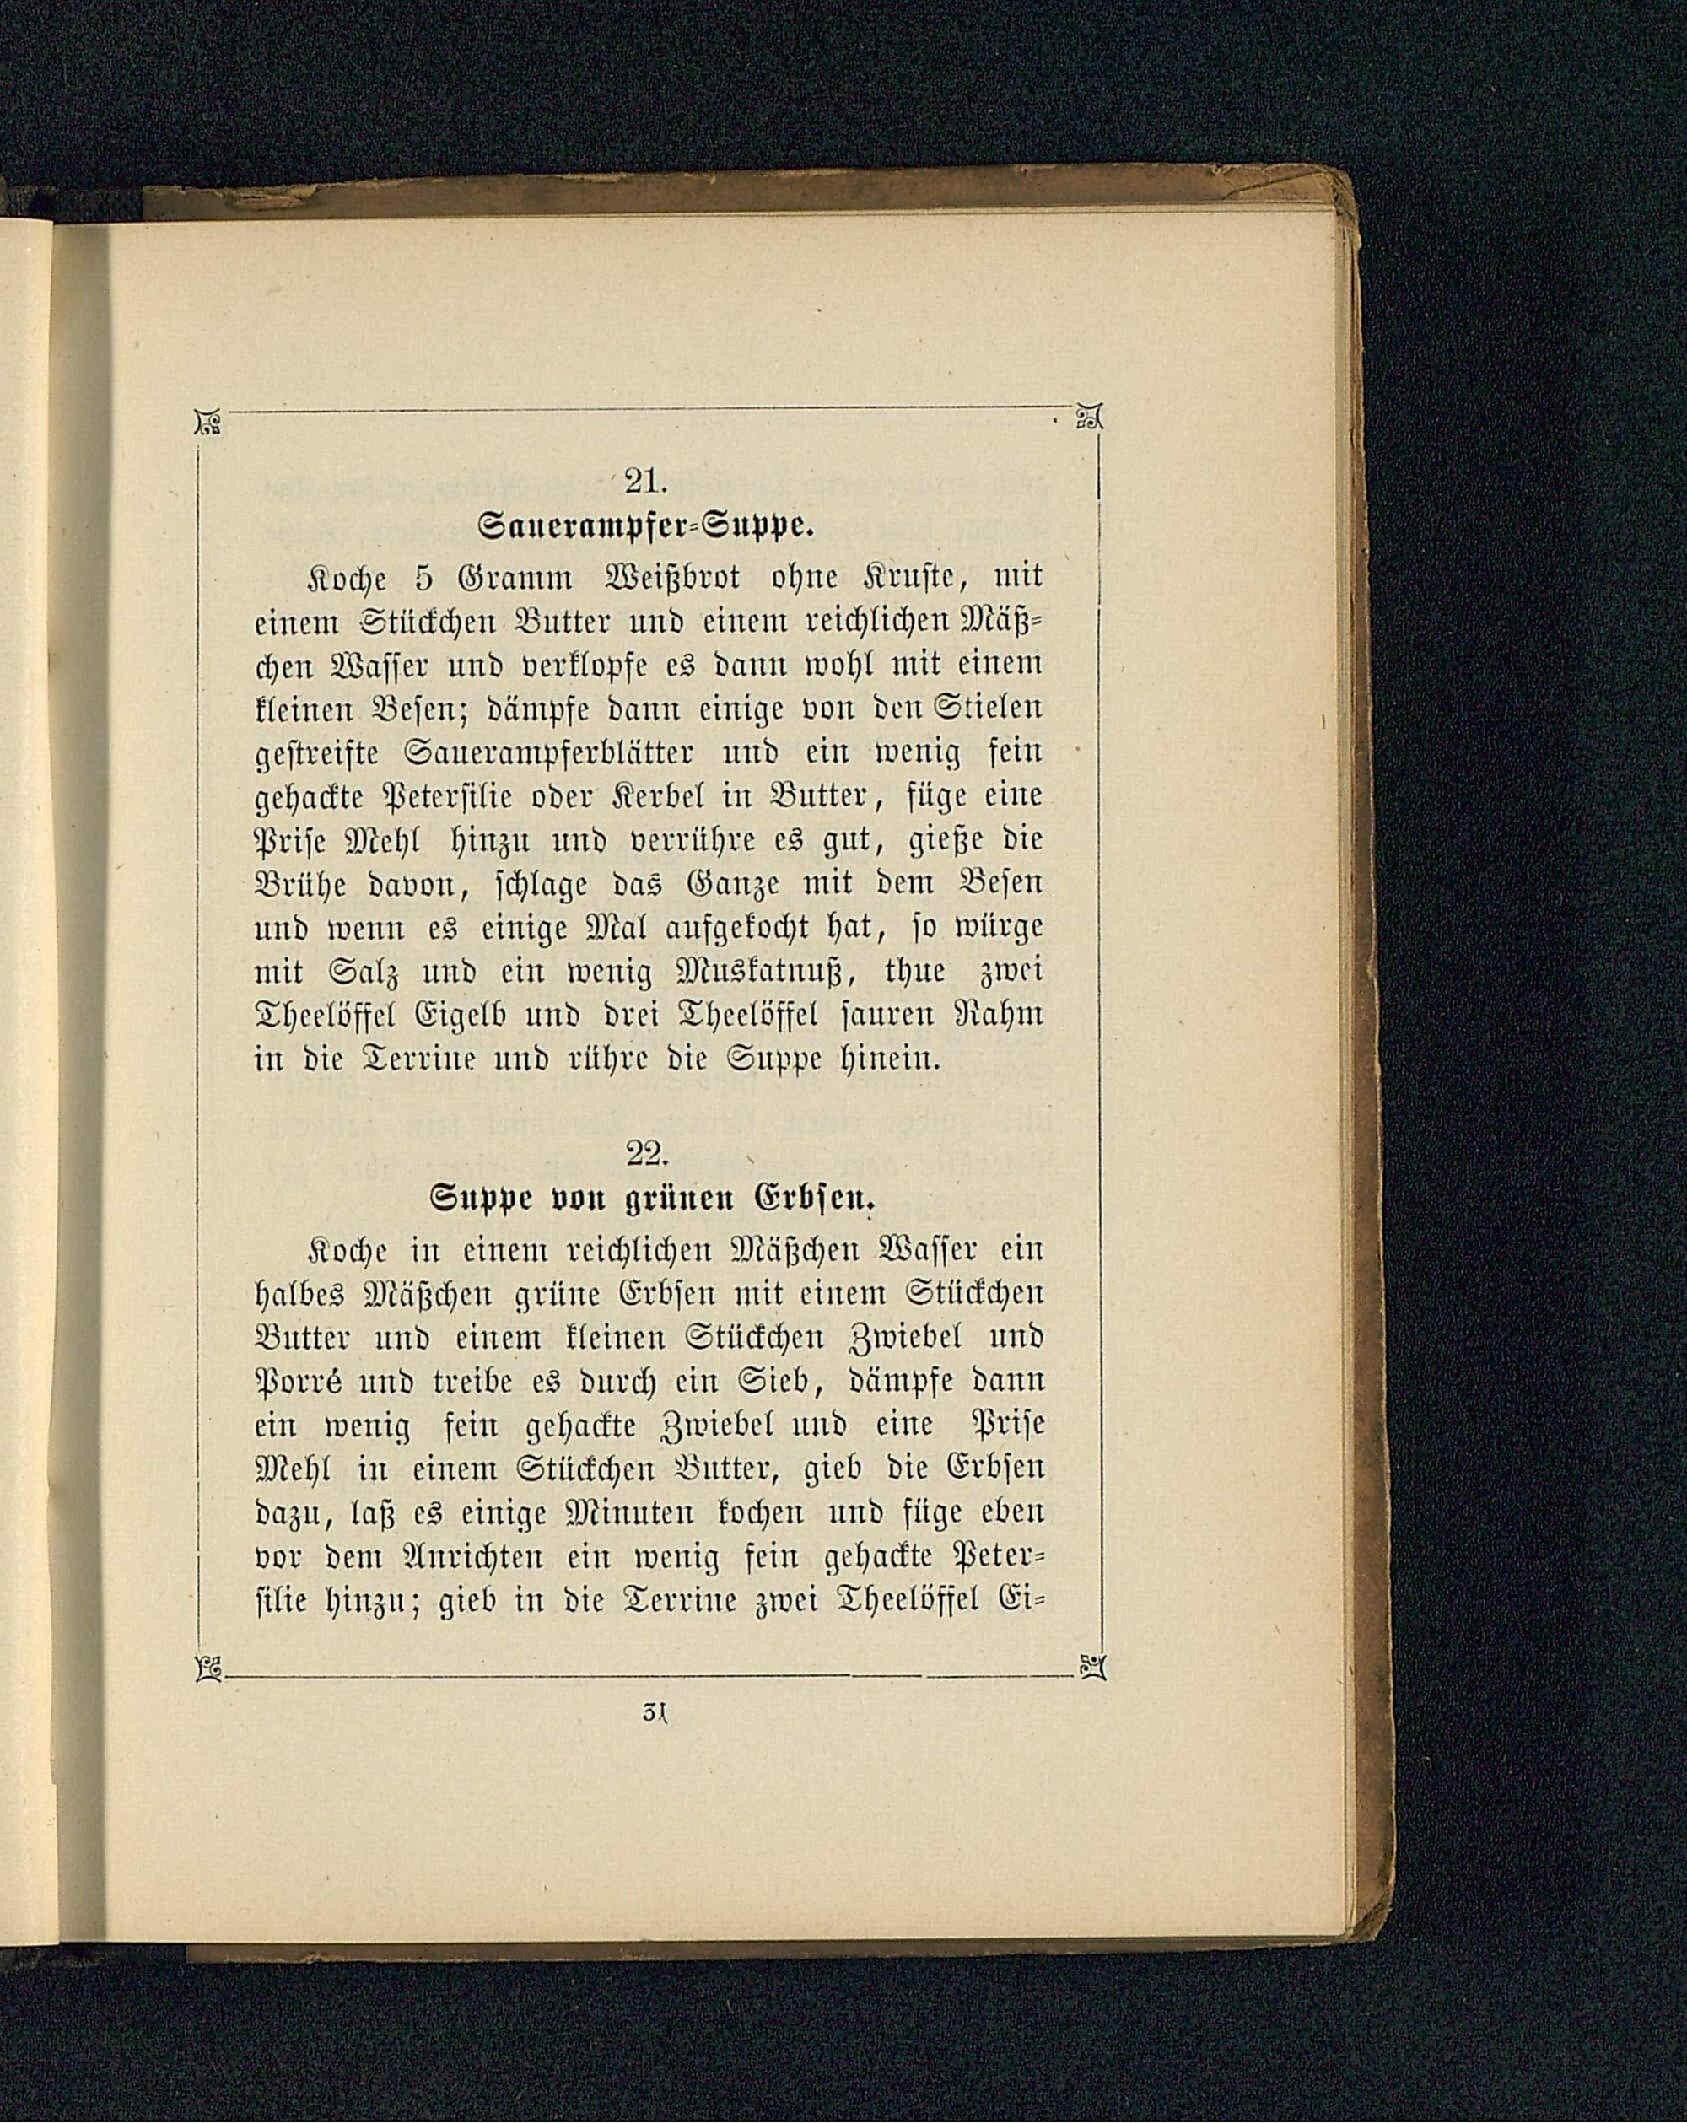 21.
Sauerampfer-Suppe.
Koche 5 Gramm Weißbrot ohne Kruste, mit
einem Stückchen Butter und einem reichlichen Mäß-
chen Wasser und verklopfe es dann wohl mit einem
kleinen Besen; dämpfe dann einige von den Stielen
gestreifte Sauerampferblätter und ein wenig fein
gehackte Petersilie oder Kerbel in Butter, füge eine
Prise Mehl hinzu und verrühre es gut, gieße die
Brühe davon, schlage das Ganze mit dem Besen
und wenn es einige Mal aufgekocht hat, so würge
mit Salz und ein wenig Muskatnuß, thue zwei
Theelöffel Eigelb und drei Theelöffel sauren Rahm
in die Terrine und rühre die Suppe hinein.
22.
Suppe von grünen Erbsen.
Koche in einem reichlichen Mäßchen Wasser ein
halbes Mäßchen grüne Erbsen mit einem Stückchen
Butter und einem kleinen Stückchen Zwiebel und
Porré und treibe es durch ein Sieb, dämpfe dann
ein wenig fein gehackte Zwiebel und eine Prise
Mehl in einem Stückchen Butter, gieb die Erbsen
dazu, laß es einige Minuten kochen und füge eben
vor dem Anrichten ein wenig fein gehackte Peter-
silie hinzu; gieb in die Terrine zwei Theelöffel Ei-
31